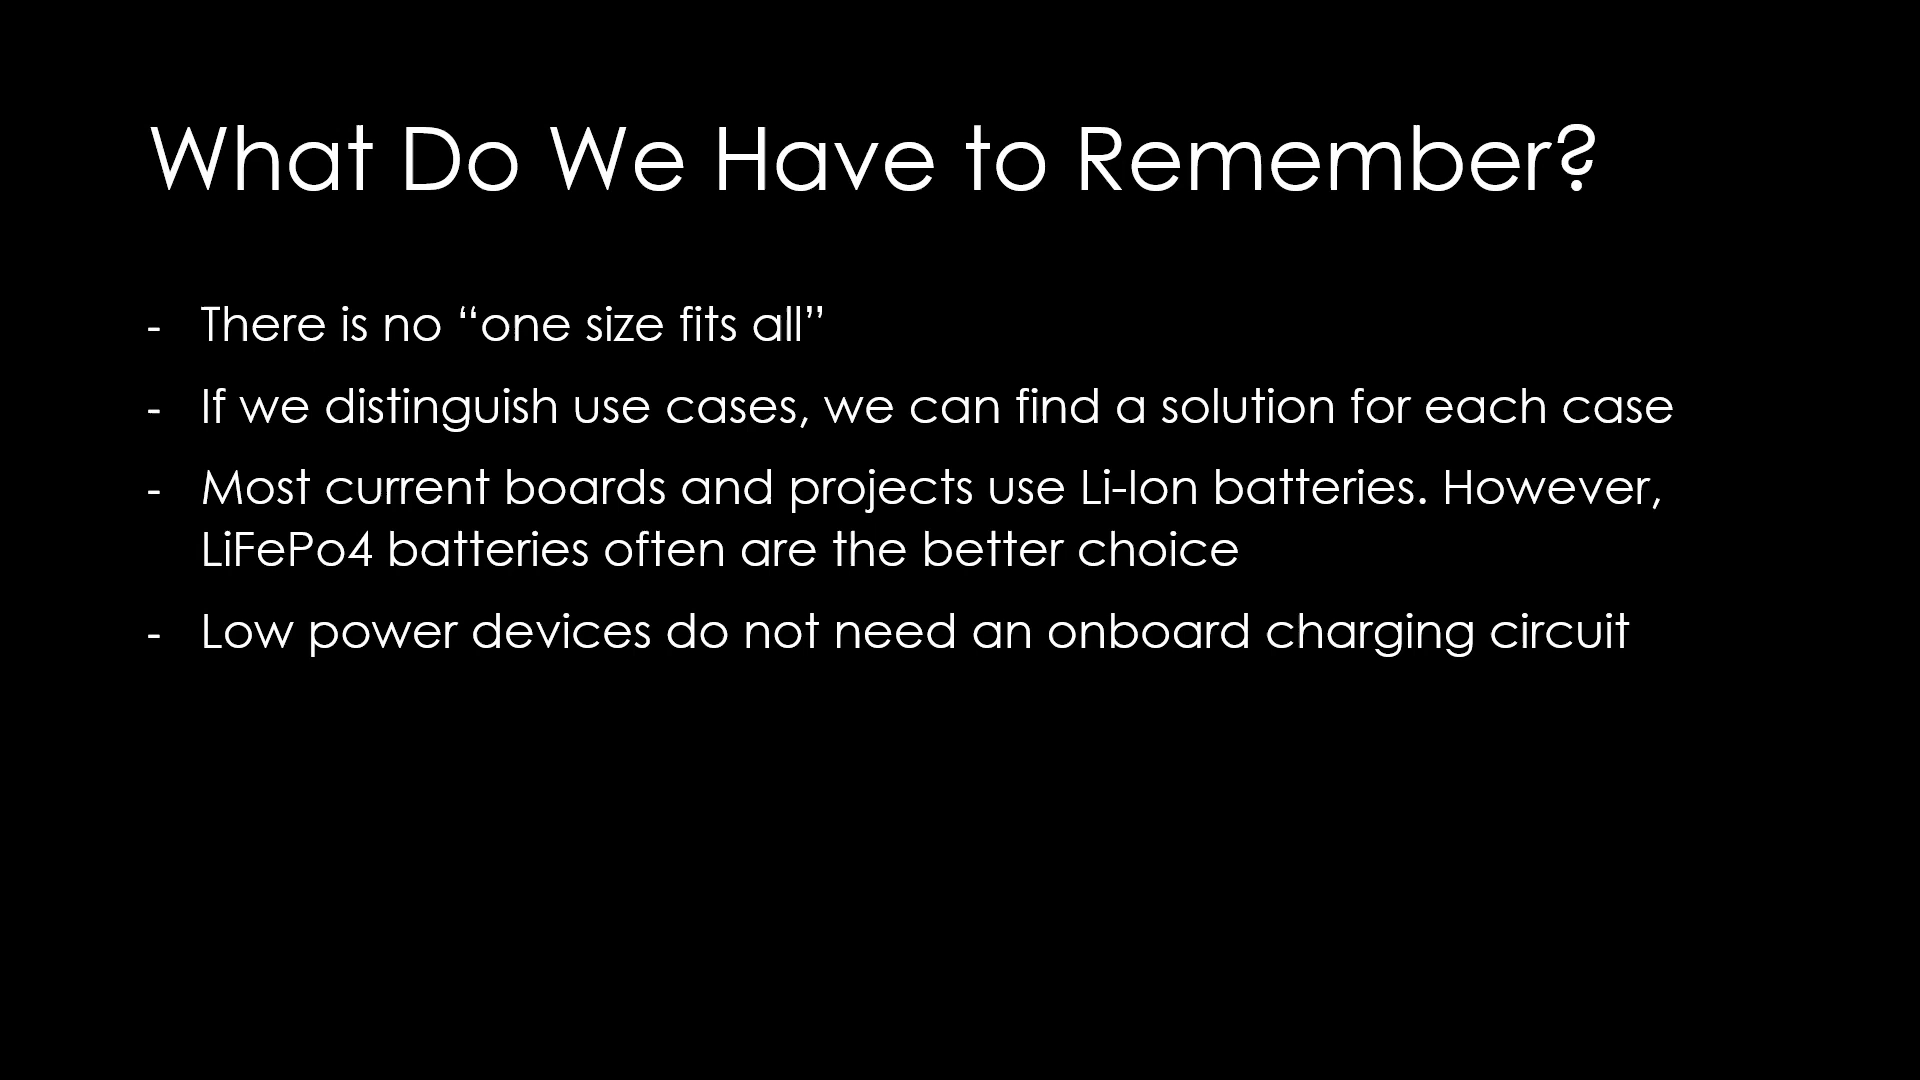 What Do We Have to Remember?
- There is no “one size fits all”
- If we distinguish use cases, we can find a solution for each case
- Most current boards and projects use Li-Ion batteries. However,
LiFePo4 batteries often are the better choice
- Low power devices do not need an onboard charging circuit